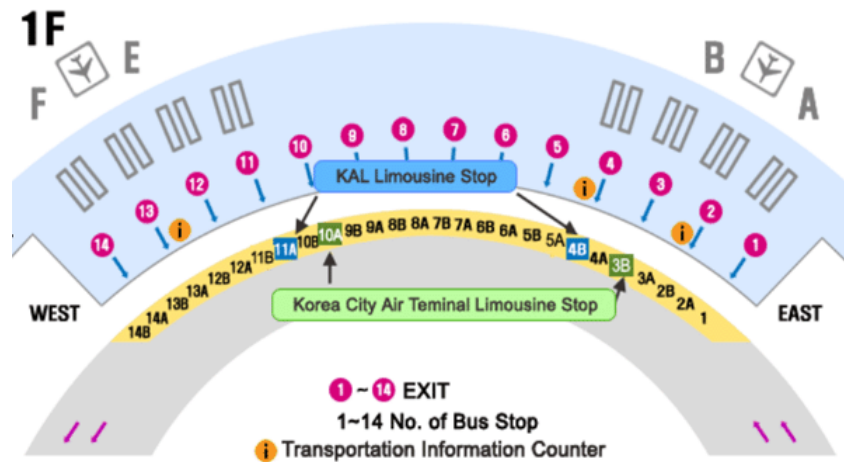 1F
E
F
B
A
14
13
12
11
10
9
8
7
6
5
4
3
2
1
i
i
i
KAL Limousine Stop
14B 14A 13B 13A 12B 12A 11B 11A 10B 10A 9B 9A 8B 8A 7B 7A 6B 6A 5B 5A 4B 4A 3B 3A 2B 2A 1
WEST
EAST
Korea City Air Teminal Limousine Stop
1 ~ 14 EXIT
1~14 No. of Bus Stop
i Transportation Information Counter